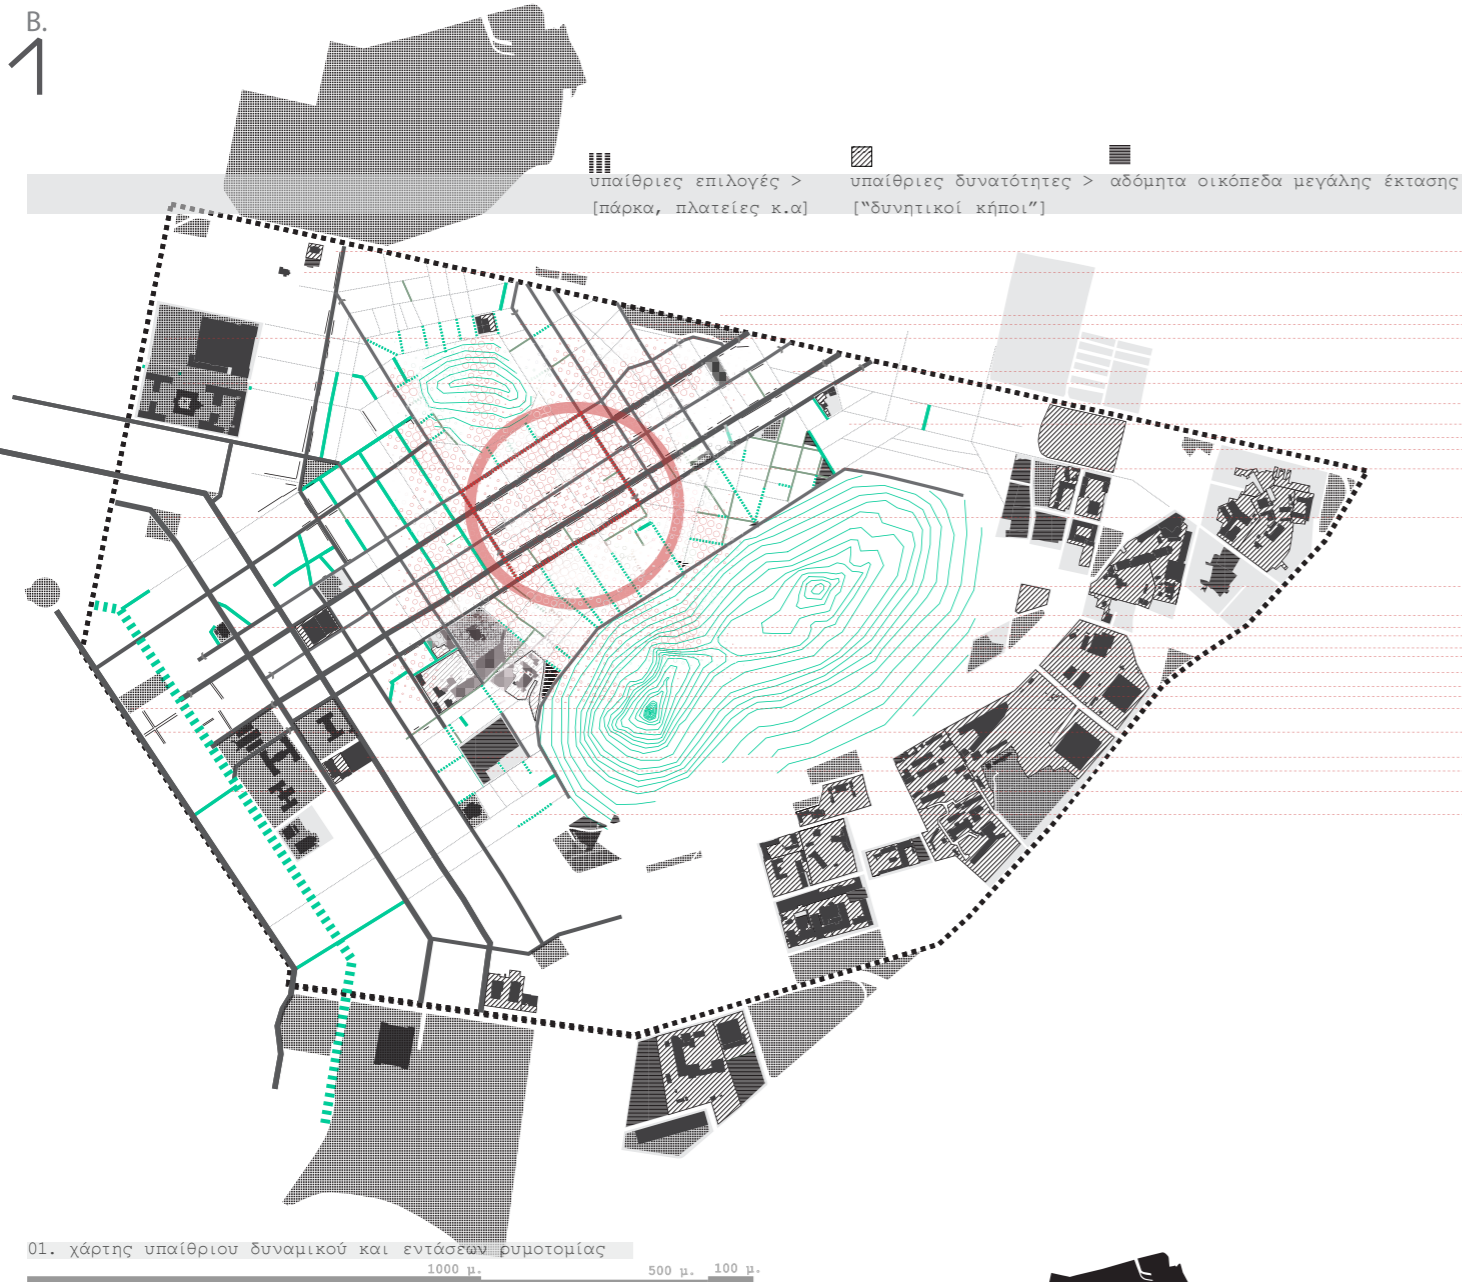 B.
1
υπαίθριες επιλογές > υπαίθριες δυνατότητες > αδόμητα οικόπεδα μεγάλης έκτασης
[πάρκα, πλατείες κ.α] [“δυνητικοί κήποι”]
01. χάρτης υπαίθριου δυναμικού και εντάσεων ρυμοτομίας
1000 μ. 500 μ. 100 μ.